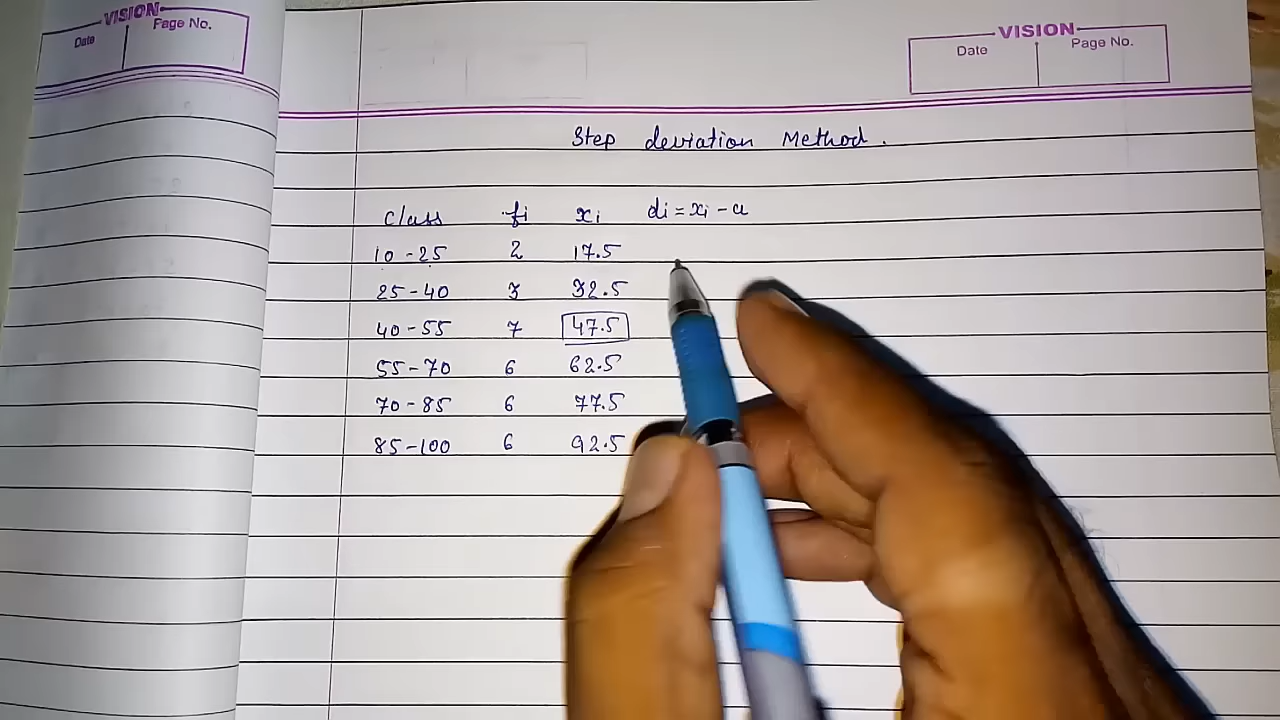 VISION
Date Page No.
VISION
Date Page No.
Step deviation Method.
Class fi xi di = xi - a
10-25 2 17.5
25-40 3 32.5
40-55 7 47.5
55-70 6 62.5
70-85 6 77.5
85-100 6 92.5